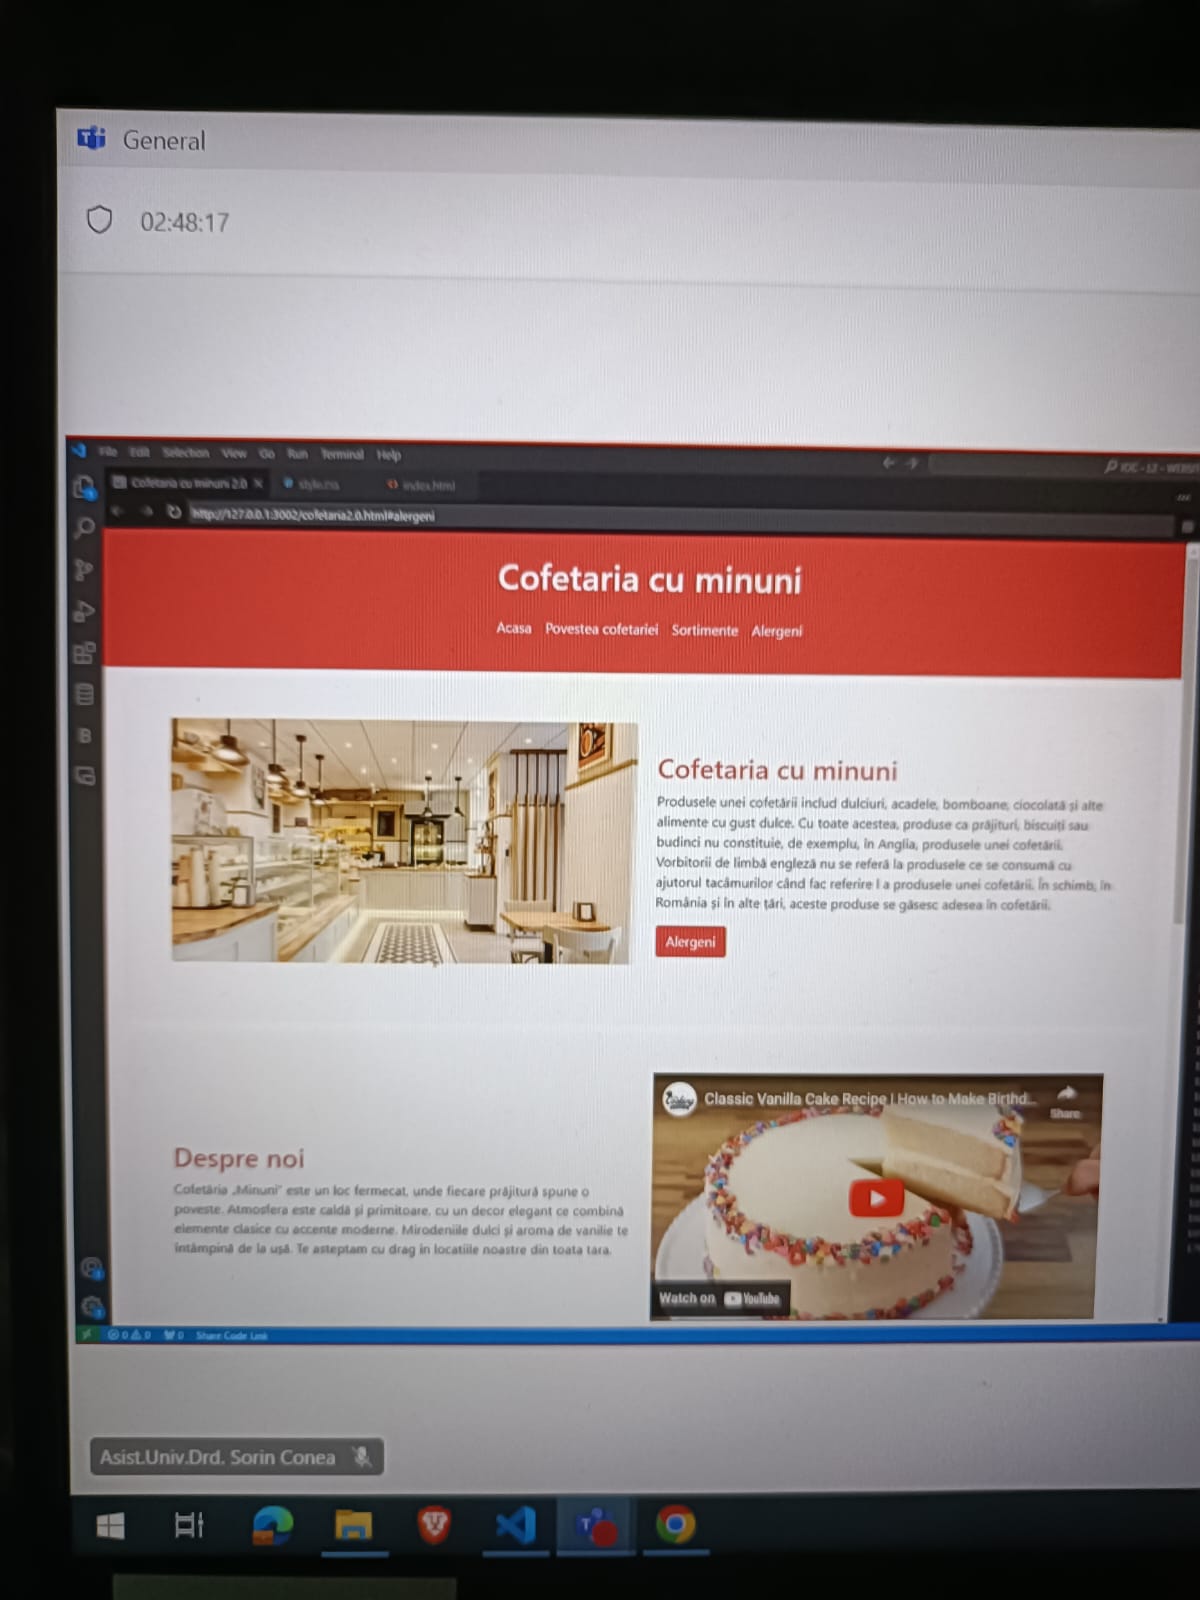 General
02:48:17
File Edit Selection View Go Run Terminal Help
Cofetaria cu minuni 2.0 style.css index.html
http://127.0.0.1:3002/cofetaria2.0.html#alergeni
Cofetaria cu minuni
Acasa Povestea cofetariei Sortimente Alergeni
Cofetaria cu minuni
Produsele unei cofetării includ dulciuri, acadele, bomboane, ciocolată și alte
alimente cu gust dulce. Cu toate acestea, produse ca prăjituri, biscuiți sau
budinci nu constituie, de exemplu, în Anglia, produsele unei cofetării.
Vorbitorii de limbă engleză nu se referă la produsele ce se consumă cu
ajutorul tacâmurilor când fac referire l a produsele unei cofetării. În schimb, în
România și în alte țări, aceste produse se găsesc adesea în cofetării.
Alergeni
Classic Vanilla Cake Recipe | How to Make Birthd...
Share
Despre noi
Cofetăria „Minuni” este un loc fermecat, unde fiecare prăjitură spune o
poveste. Atmosfera este caldă și primitoare, cu un decor elegant ce combină
elemente clasice cu accente moderne. Mirodeniile dulci și aroma de vanilie te
întâmpină de la ușă. Te asteptam cu drag in locatiile noastre din toata tara.
Watch on YouTube
0 0 0 Share Code Link
Asist.Univ.Drd. Sorin Conea